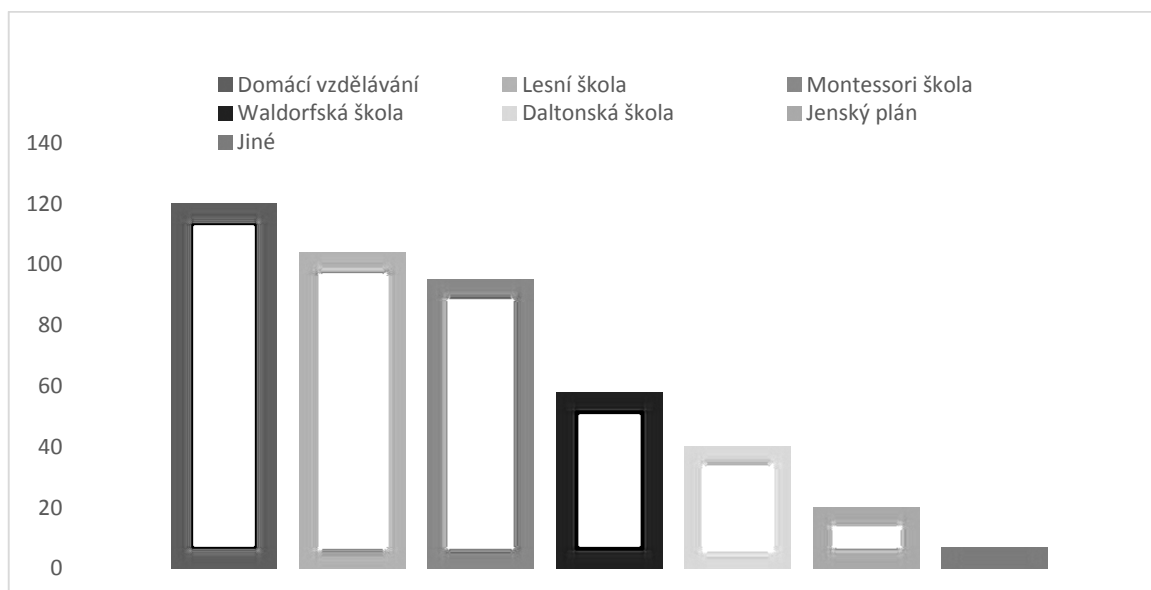 Domácí vzdělávání Lesní škola Montessori škola
Waldorfská škola Daltonská škola Jenský plán
Jiné
140
120
100
80
60
40
20
0